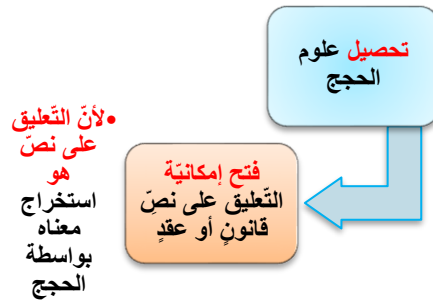 تحصيل علوم
الحجج
فتح إمكانيّة
التّعليق على نصِّ
قانونٍ أو عقدٍ
•لأنّ التّعليق
على نصّ
هو
استخراج
معناه
بواسطة
الحجج